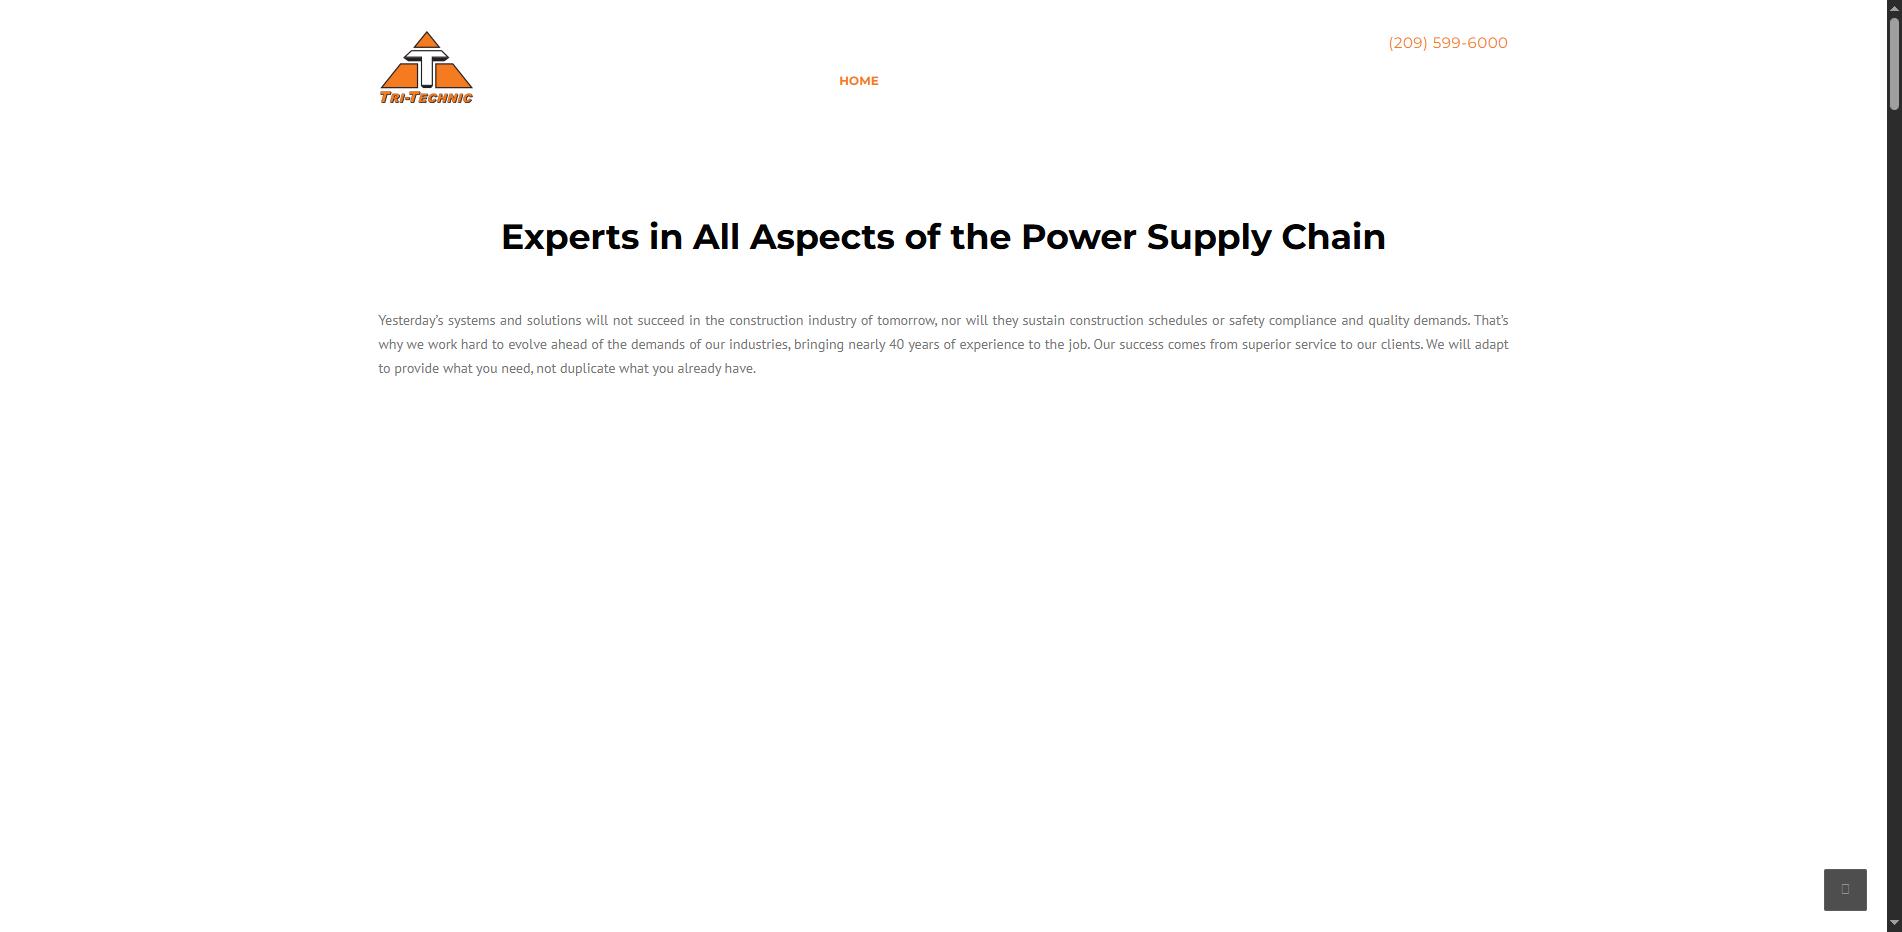 TRI-TECHNIC
(209) 599-6000
HOME
Experts in All Aspects of the Power Supply Chain
Yesterday’s systems and solutions will not succeed in the construction industry of tomorrow, nor will they sustain construction schedules or safety compliance and quality demands. That’s
why we work hard to evolve ahead of the demands of our industries, bringing nearly 40 years of experience to the job. Our success comes from superior service to our clients. We will adapt
to provide what you need, not duplicate what you already have.